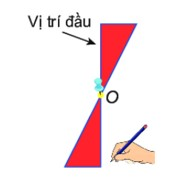 Vị trí đầu
O